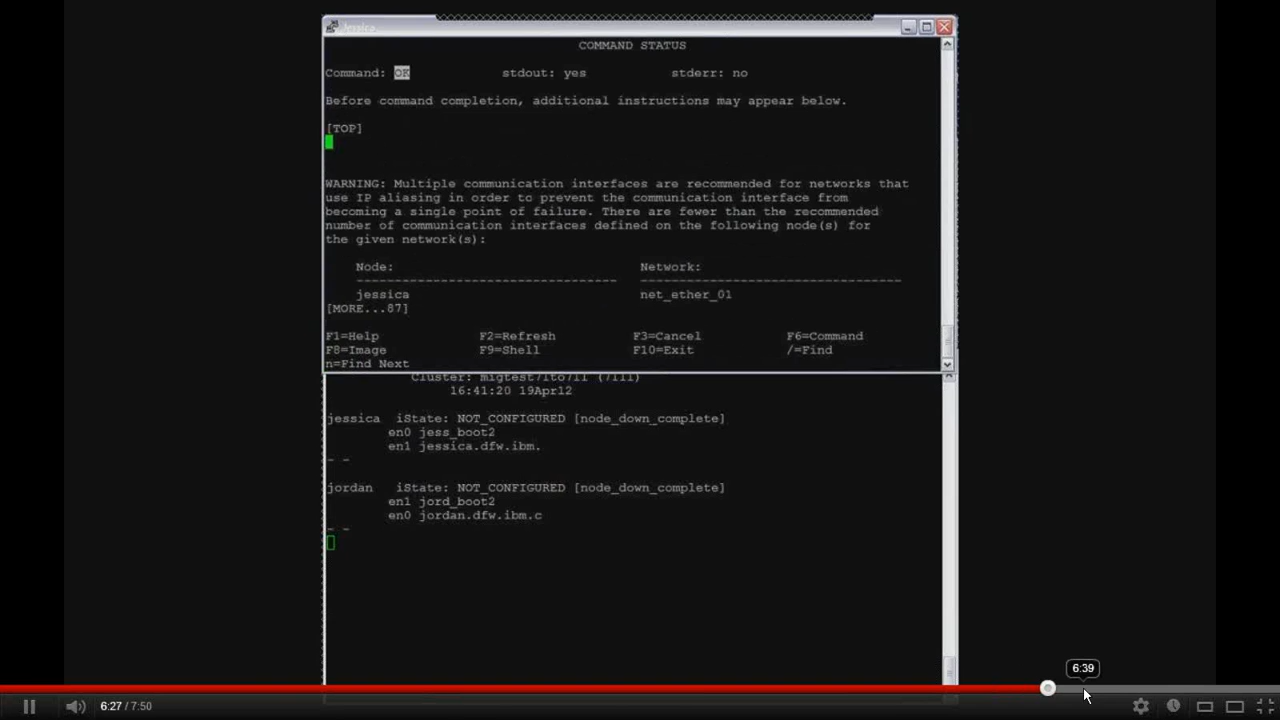 Jessica
COMMAND STATUS
Command: OK stdout: yes stderr: no
Before command completion, additional instructions may appear below.
[TOP]
WARNING: Multiple communication interfaces are recommended for networks that
use IP aliasing in order to prevent the communication interface from
becoming a single point of failure. There are fewer than the recommended
number of communication interfaces defined on the following node(s) for
the given network(s):
Node: Network:
---------------------------------- ----------------------------------
jessica net_ether_01
[MORE...87]
F1=Help F2=Refresh F3=Cancel F6=Command
F8=Image F9=Shell F10=Exit /=Find
n=Find Next
Cluster: migtest71to711 (7111)
16:41:20 19Apr12
jessica iState: NOT_CONFIGURED [node_down_complete]
en0 jess_boot2
en1 jessica.dfw.ibm.
- -
jordan iState: NOT_CONFIGURED [node_down_complete]
en1 jord_boot2
en0 jordan.dfw.ibm.c
- -
6:39
6:27 / 7:50